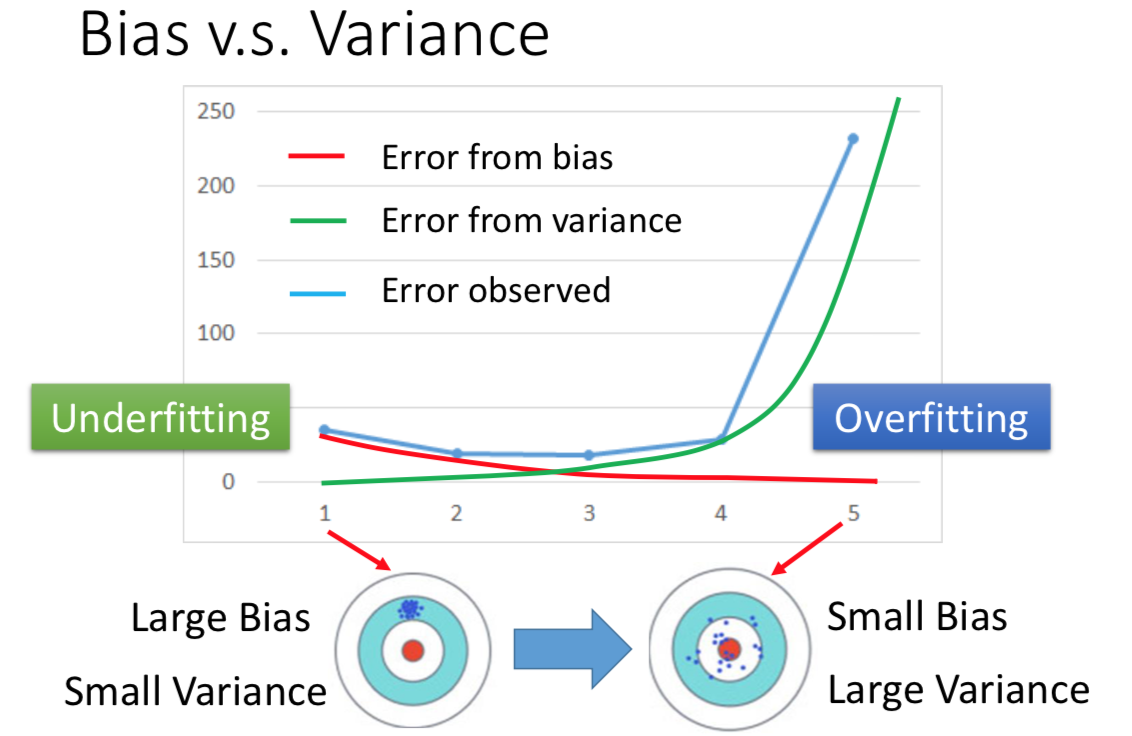 Bias v.s. Variance
250
200
150
100
0
Error from bias
Error from variance
Error observed
Underfitting
Overfitting
1 2 3 4 5
Large Bias
Small Variance
Small Bias
Large Variance